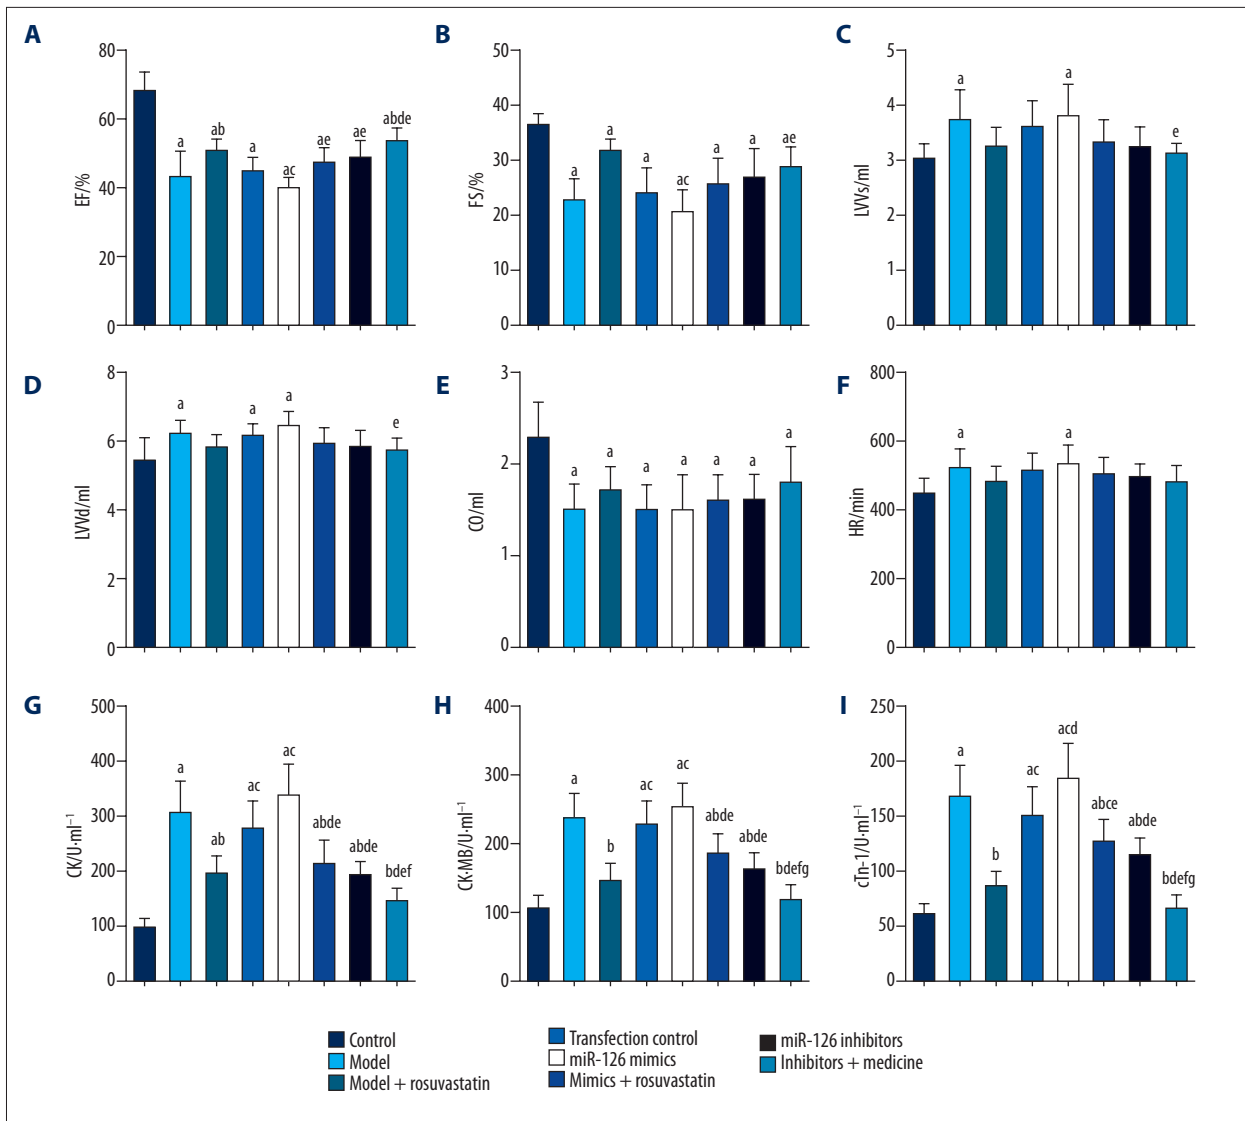 A
EF/%
80
60
40
20
0
a
ab
a
ac
ae
ae
abde
B
FS/%
50
40
30
20
10
0
a
a
a
ac
a
a
ae
C
LVVs/ml
5
4
3
2
1
0
a
a
e
D
LVVd/ml
8
6
4
2
0
a
a
a
e
E
CO/ml
3
2
1
0
a
a
a
a
a
a
a
F
HR/min
800
600
400
200
0
a
a
G
CK/U·ml⁻¹
500
400
300
200
100
0
a
ab
ac
ac
abde
abde
bdef
H
CK-MB/U·ml⁻¹
400
300
200
100
0
a
b
ac
ac
abde
abde
bdefg
I
cTn-1/U·ml⁻¹
250
200
150
100
50
0
a
b
ac
acd
abce
abde
bdefg
Control
Model
Model + rosuvastatin
Transfection control
miR-126 mimics
Mimics + rosuvastatin
miR-126 inhibitors
Inhibitors + medicine